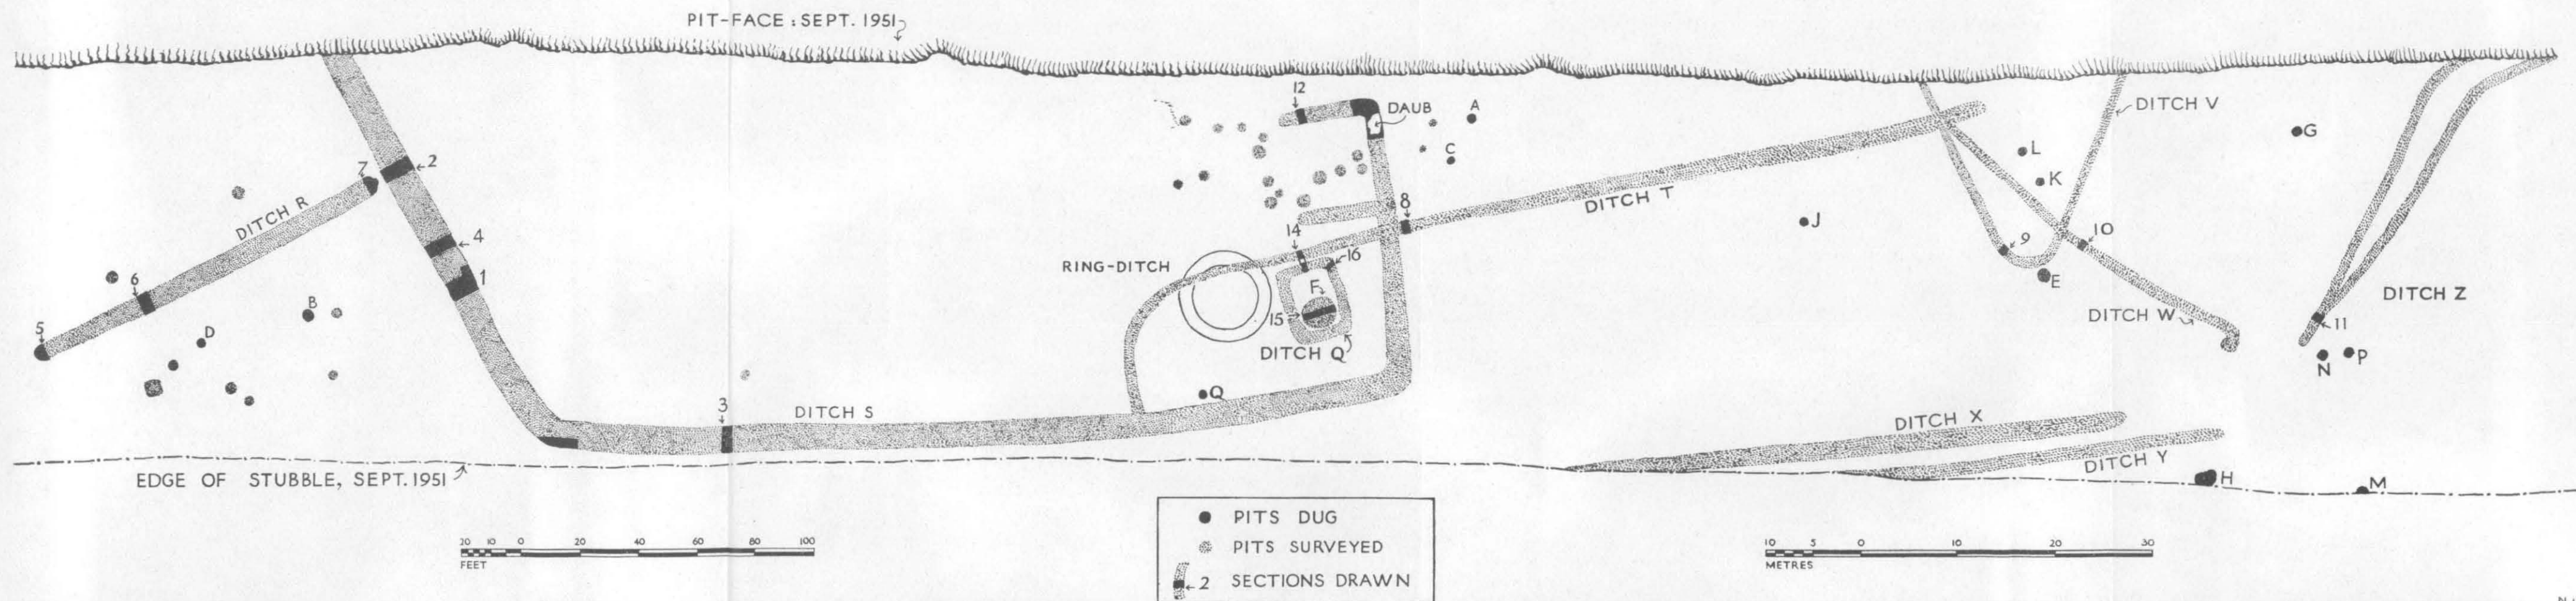 PIT-FACE : SEPT. 1951
12
DAUB
A
C
DITCH V
G
L
K
7
2
DITCH R
DITCH T
8
J
14
16
4
10
9
E
RING-DITCH
F
6
1
B
15
DITCH Z
DITCH W
11
5
D
DITCH Q
N
P
Q
3
DITCH S
DITCH X
DITCH Y
EDGE OF STUBBLE, SEPT. 1951
H
M
PITS DUG
PITS SURVEYED
2 SECTIONS DRAWN
20 10 0 20 40 60 80 100
FEET
10 5 0 10 20 30
METRES